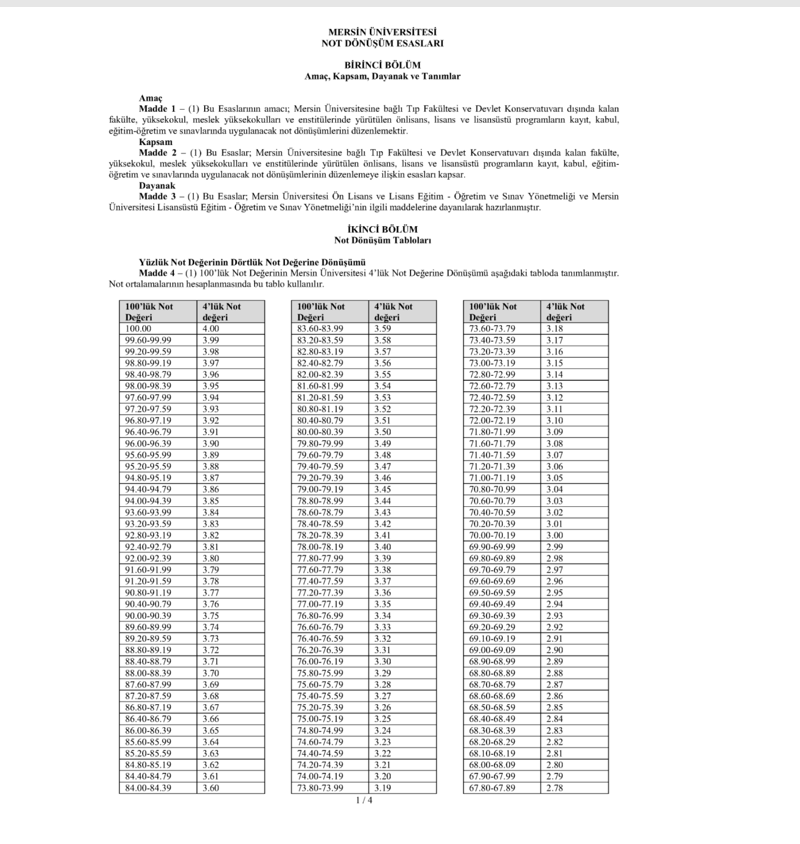 MERSİN ÜNİVERSİTESİ
NOT DÖNÜŞÜM ESASLARI
BİRİNCİ BÖLÜM
Amaç, Kapsam, Dayanak ve Tanımlar
Amaç
Madde 1 – (1) Bu Esaslarının amacı; Mersin Üniversitesine bağlı Tıp Fakültesi ve Devlet Konservatuvarı dışında kalan
fakülte, yüksekokul, meslek yüksekokulları ve enstitülerinde yürütülen önlisans, lisans ve lisansüstü programların kayıt, kabul,
eğitim-öğretim ve sınavlarında uygulanacak not dönüşümlerini düzenlemektir.
Kapsam
Madde 2 – (1) Bu Esaslar; Mersin Üniversitesine bağlı Tıp Fakültesi ve Devlet Konservatuvarı dışında kalan fakülte,
yüksekokul, meslek yüksekokulları ve enstitülerinde yürütülen önlisans, lisans ve lisansüstü programların kayıt, kabul, eğitim-
öğretim ve sınavlarında uygulanacak not dönüşümlerinin düzenlemeye ilişkin esasları kapsar.
Dayanak
Madde 3 – (1) Bu Esaslar; Mersin Üniversitesi Ön Lisans ve Lisans Eğitim - Öğretim ve Sınav Yönetmeliği ve Mersin
Üniversitesi Lisansüstü Eğitim - Öğretim ve Sınav Yönetmeliği'nin ilgili maddelerine dayanılarak hazırlanmıştır.
İKİNCİ BÖLÜM
Not Dönüşüm Tabloları
Yüzlük Not Değerinin Dörtlük Not Değerine Dönüşümü
Madde 4 – (1) 100'lük Not Değerinin Mersin Üniversitesi 4'lük Not Değerine Dönüşümü aşağıdaki tabloda tanımlanmıştır.
Not ortalamalarının hesaplanmasında bu tablo kullanılır.
100'lük Not 4'lük Not 100'lük Not 4'lük Not 100'lük Not 4'lük Not
Değeri değeri Değeri değeri Değeri değeri
100.00 4.00 83.60-83.99 3.59 73.60-73.79 3.18
99.60-99.99 3.99 83.20-83.59 3.58 73.40-73.59 3.17
99.20-99.59 3.98 82.80-83.19 3.57 73.20-73.39 3.16
98.80-99.19 3.97 82.40-82.79 3.56 73.00-73.19 3.15
98.40-98.79 3.96 82.00-82.39 3.55 72.80-72.99 3.14
98.00-98.39 3.95 81.60-81.99 3.54 72.60-72.79 3.13
97.60-97.99 3.94 81.20-81.59 3.53 72.40-72.59 3.12
97.20-97.59 3.93 80.80-81.19 3.52 72.20-72.39 3.11
96.80-97.19 3.92 80.40-80.79 3.51 72.00-72.19 3.10
96.40-96.79 3.91 80.00-80.39 3.50 71.80-71.99 3.09
96.00-96.39 3.90 79.80-79.99 3.49 71.60-71.79 3.08
95.60-95.99 3.89 79.60-79.79 3.48 71.40-71.59 3.07
95.20-95.59 3.88 79.40-79.59 3.47 71.20-71.39 3.06
94.80-95.19 3.87 79.20-79.39 3.46 71.00-71.19 3.05
94.40-94.79 3.86 79.00-79.19 3.45 70.80-70.99 3.04
94.00-94.39 3.85 78.80-78.99 3.44 70.60-70.79 3.03
93.60-93.99 3.84 78.60-78.79 3.43 70.40-70.59 3.02
93.20-93.59 3.83 78.40-78.59 3.42 70.20-70.39 3.01
92.80-93.19 3.82 78.20-78.39 3.41 70.00-70.19 3.00
92.40-92.79 3.81 78.00-78.19 3.40 69.90-69.99 2.99
92.00-92.39 3.80 77.80-77.99 3.39 69.80-69.89 2.98
91.60-91.99 3.79 77.60-77.79 3.38 69.70-69.79 2.97
91.20-91.59 3.78 77.40-77.59 3.37 69.60-69.69 2.96
90.80-91.19 3.77 77.20-77.39 3.36 69.50-69.59 2.95
90.40-90.79 3.76 77.00-77.19 3.35 69.40-69.49 2.94
90.00-90.39 3.75 76.80-76.99 3.34 69.30-69.39 2.93
89.60-89.99 3.74 76.60-76.79 3.33 69.20-69.29 2.92
89.20-89.59 3.73 76.40-76.59 3.32 69.10-69.19 2.91
88.80-89.19 3.72 76.20-76.39 3.31 69.00-69.09 2.90
88.40-88.79 3.71 76.00-76.19 3.30 68.90-68.99 2.89
88.00-88.39 3.70 75.80-75.99 3.29 68.80-68.89 2.88
87.60-87.99 3.69 75.60-75.79 3.28 68.70-68.79 2.87
87.20-87.59 3.68 75.40-75.59 3.27 68.60-68.69 2.86
86.80-87.19 3.67 75.20-75.39 3.26 68.50-68.59 2.85
86.40-86.79 3.66 75.00-75.19 3.25 68.40-68.49 2.84
86.00-86.39 3.65 74.80-74.99 3.24 68.30-68.39 2.83
85.60-85.99 3.64 74.60-74.79 3.23 68.20-68.29 2.82
85.20-85.59 3.63 74.40-74.59 3.22 68.10-68.19 2.81
84.80-85.19 3.62 74.20-74.39 3.21 68.00-68.09 2.80
84.40-84.79 3.61 74.00-74.19 3.20 67.90-67.99 2.79
84.00-84.39 3.60 73.80-73.99 3.19 67.80-67.89 2.78
1 / 4